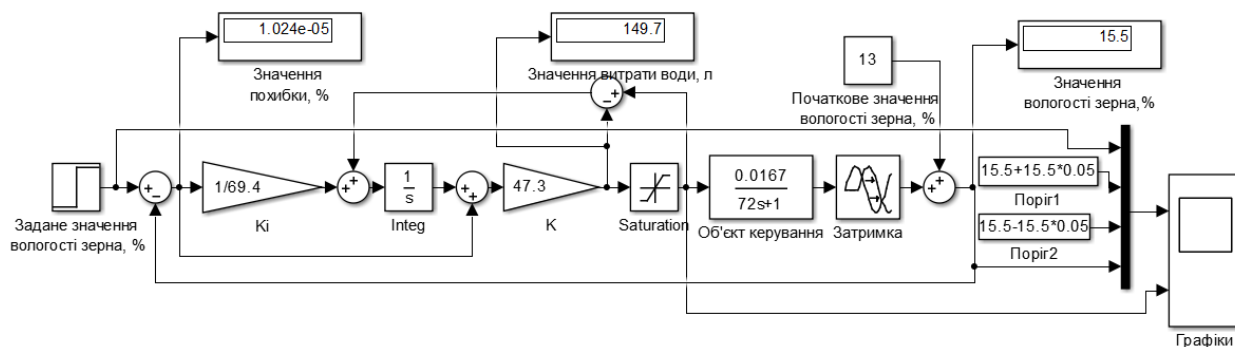 1.024e-05
Значення
похибки, %
149.7
Значення витрати води, л
13
Початкове значення
вологості зерна, %
15.5
Значення
вологості зерна,%
Задане значення
вологості зерна, %
1/69.4
Ki
1
s
Integ
47.3
K
Saturation
0.0167
72s+1
Об'єкт керування
Затримка
15.5+15.5*0.05
Поріг1
15.5-15.5*0.05
Поріг2
Графіки